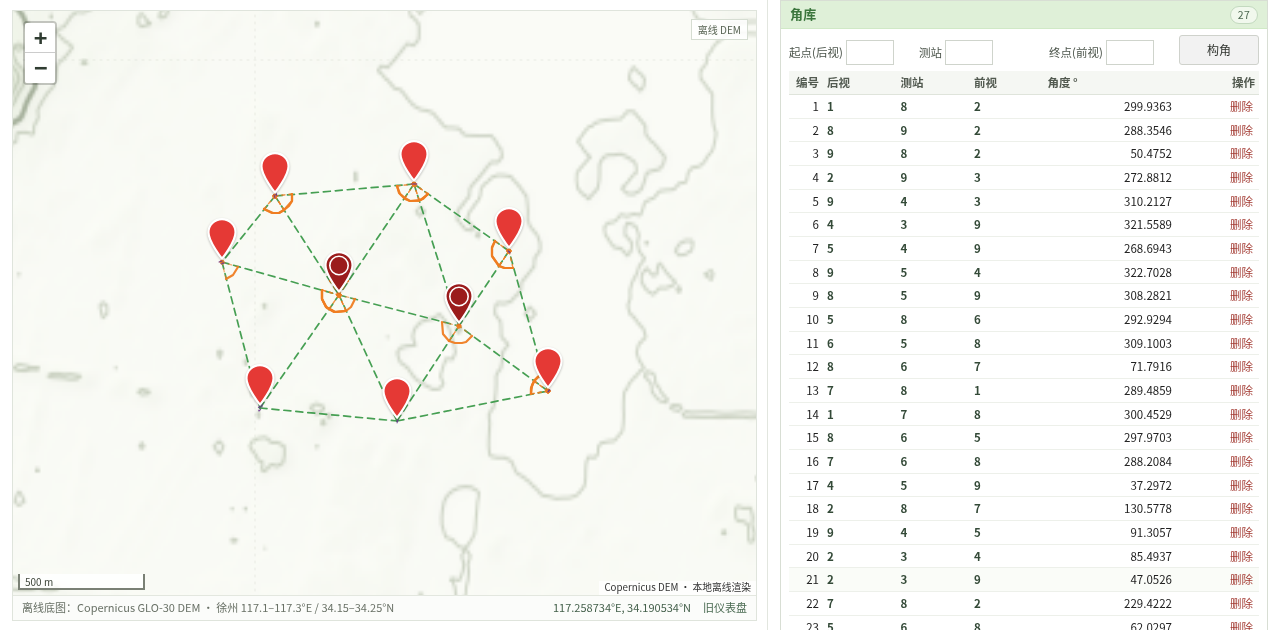 +
−
离线 DEM
500 m
Copernicus DEM · 本地离线渲染
离线底图：Copernicus GLO-30 DEM · 徐州 117.1–117.3°E / 34.15–34.25°N
117.258734°E, 34.190534°N 旧仪表盘
角库 27
起点(后视) 测站 终点(前视) 构角
编号 后视 测站 前视 角度 ° 操作
1 1 8 2 299.9363 删除
2 8 9 2 288.3546 删除
3 9 8 2 50.4752 删除
4 2 9 3 272.8812 删除
5 9 4 3 310.2127 删除
6 4 3 9 321.5589 删除
7 5 4 9 268.6943 删除
8 9 5 4 322.7028 删除
9 8 5 9 308.2821 删除
10 5 8 6 292.9294 删除
11 6 5 8 309.1003 删除
12 8 6 7 71.7916 删除
13 7 8 1 289.4859 删除
14 1 7 8 300.4529 删除
15 8 6 5 297.9703 删除
16 7 6 8 288.2084 删除
17 4 5 9 37.2972 删除
18 2 8 7 130.5778 删除
19 9 4 5 91.3057 删除
20 2 3 4 85.4937 删除
21 2 3 9 47.0526 删除
22 7 8 2 229.4222 删除
23 5 6 8 62.0297 删除